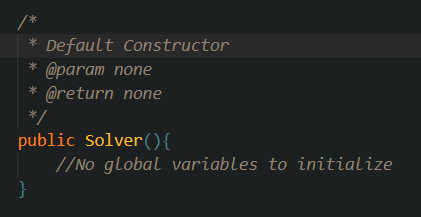 /*
 * Default Constructor
 * @param none
 * @return none
 */
public Solver(){
    //No global variables to initialize
}